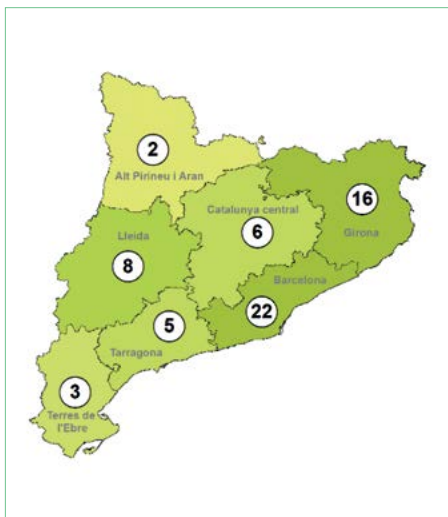 2
Alt Pirineu i Aran
16
Girona
Catalunya central
6
Lleida
8
Barcelona
22
5
Tarragona
3
Terres de
l'Ebre